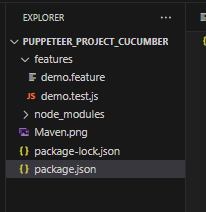 EXPLORER
PUPPETEER_PROJECT_CUCUMBER
features
demo.feature
demo.test.js
node_modules
Maven.png
package-lock.json
package.json